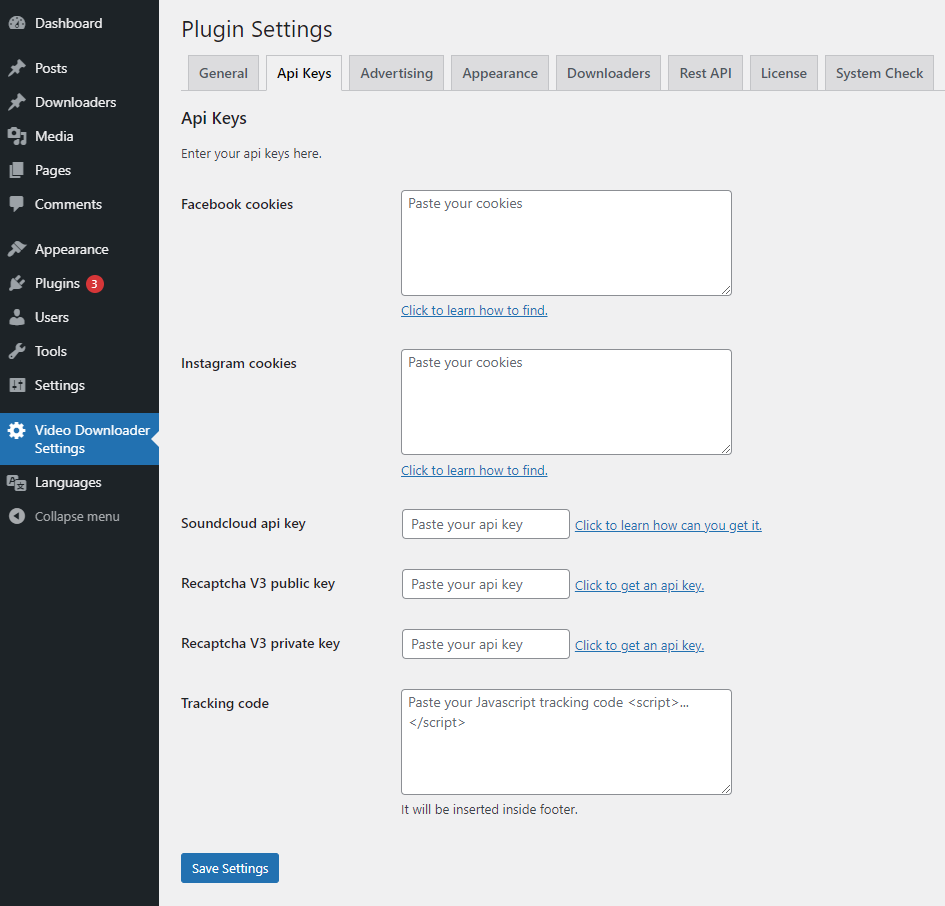 Dashboard
Posts
Downloaders
Media
Pages
Comments
Appearance
Plugins 3
Users
Tools
Settings
Video Downloader
Settings
Languages
Collapse menu
Plugin Settings
General Api Keys Advertising Appearance Downloaders Rest API License System Check
Api Keys
Enter your api keys here.
Facebook cookies
Paste your cookies
Click to learn how to find.
Instagram cookies
Paste your cookies
Click to learn how to find.
Soundcloud api key
Paste your api key
Click to learn how can you get it.
Recaptcha V3 public key
Paste your api key
Click to get an api key.
Recaptcha V3 private key
Paste your api key
Click to get an api key.
Tracking code
Paste your Javascript tracking code <script>...
</script>
It will be inserted inside footer.
Save Settings